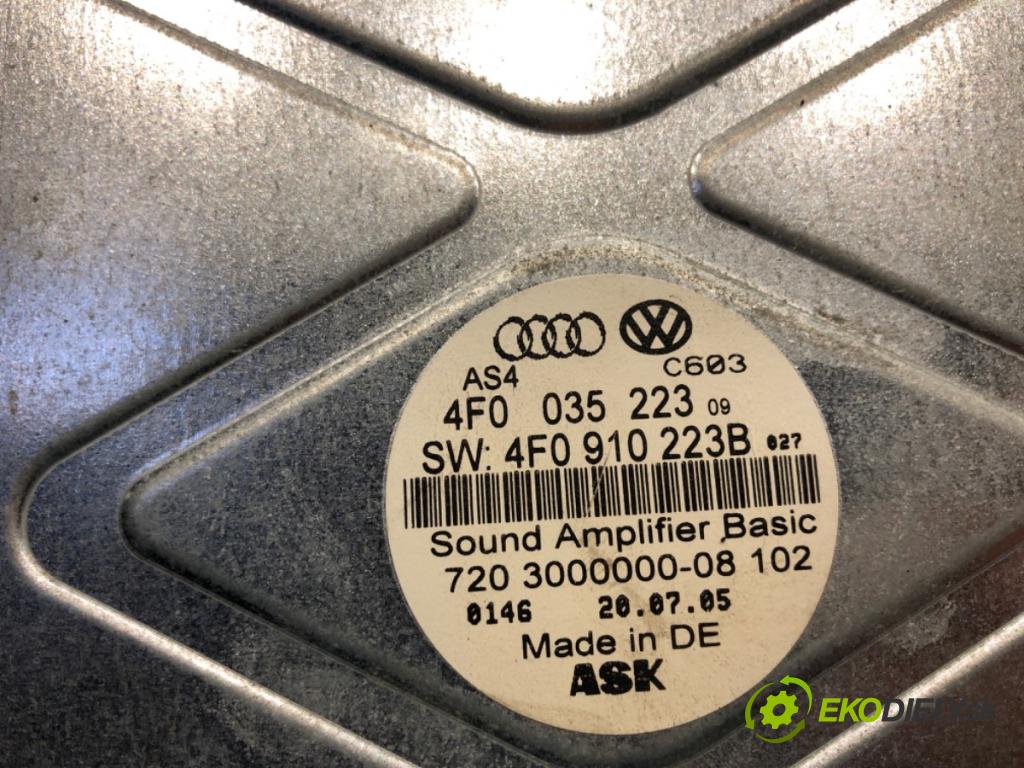 AS4 C603
4F0 035 223 09
SW: 4F0 910 223B 027
Sound Amplifier Basic
720 3000000-08 102
0146 20.07.05
Made in DE
ASK
EKODIELY